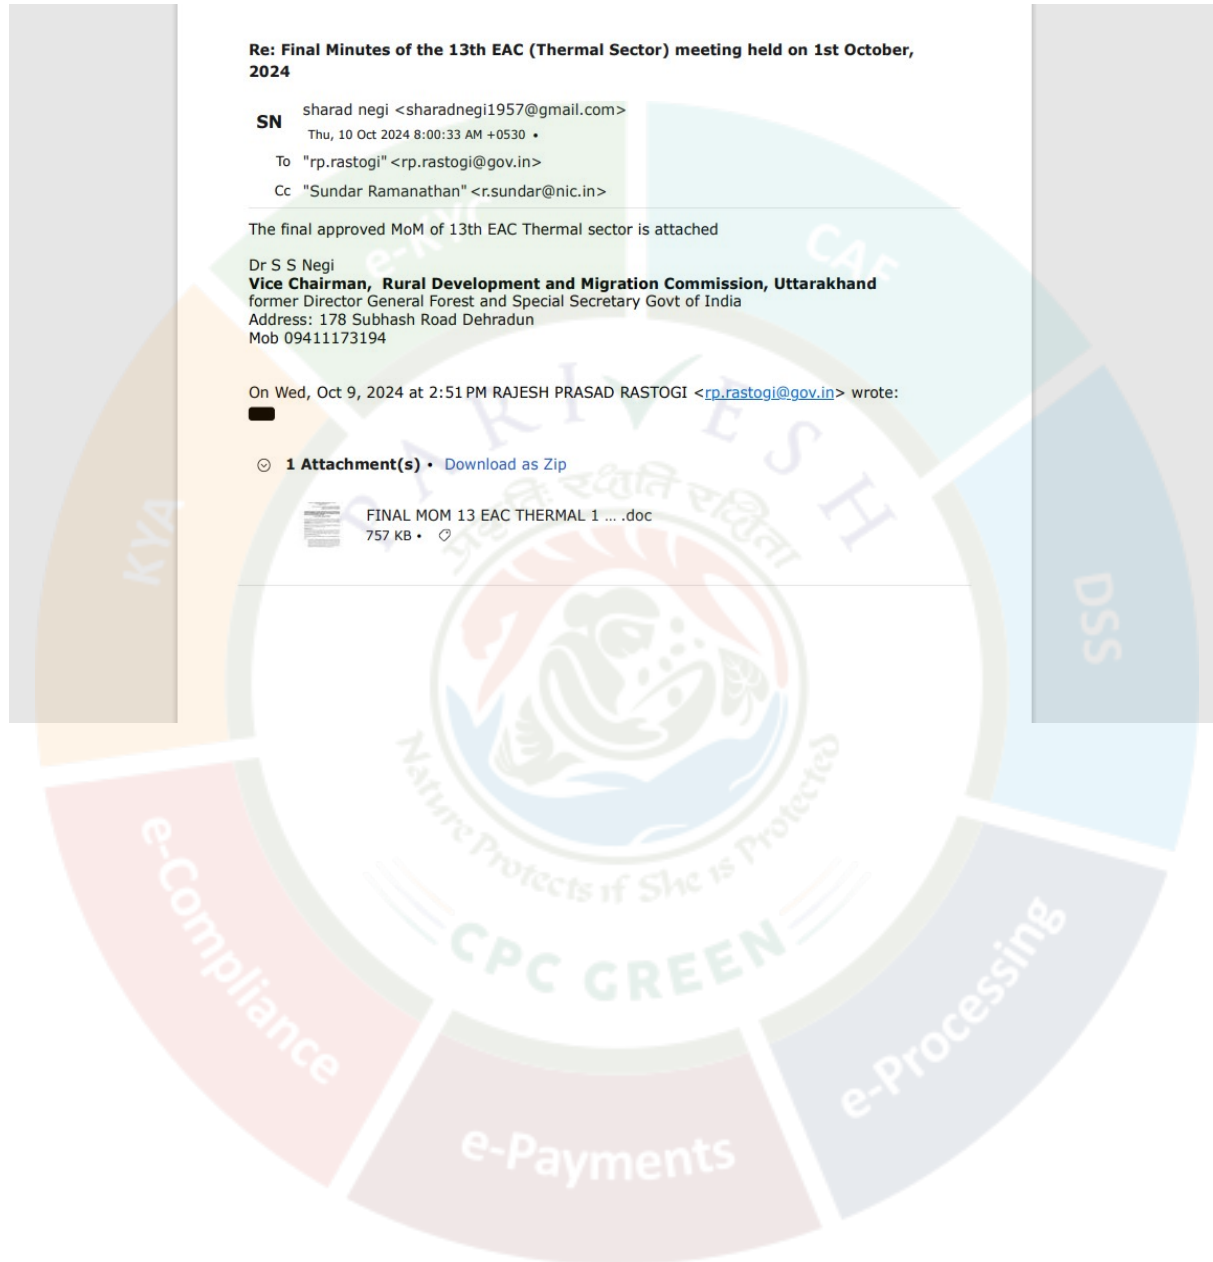 Re: Final Minutes of the 13th EAC (Thermal Sector) meeting held on 1st October,
2024
SN
sharad negi <sharadnegi1957@gmail.com>
Thu, 10 Oct 2024 8:00:33 AM +0530 •
To "rp.rastogi" <rp.rastogi@gov.in>
Cc "Sundar Ramanathan" <r.sundar@nic.in>
The final approved MoM of 13th EAC Thermal sector is attached
Dr S S Negi
Vice Chairman, Rural Development and Migration Commission, Uttarakhand
former Director General Forest and Special Secretary Govt of India
Address: 178 Subhash Road Dehradun
Mob 09411173194
On Wed, Oct 9, 2024 at 2:51 PM RAJESH PRASAD RASTOGI <rp.rastogi@gov.in> wrote:
1 Attachment(s) • Download as Zip
FINAL MOM 13 EAC THERMAL 1 ... .doc
757 KB •
e-KYC
CAF
KYA
DSS
PARIVESH
प्रकृतिः रक्षति रक्षिता
Nature Protects if She is Protected
CPC GREEN
e-Compliance
e-Processing
e-Payments